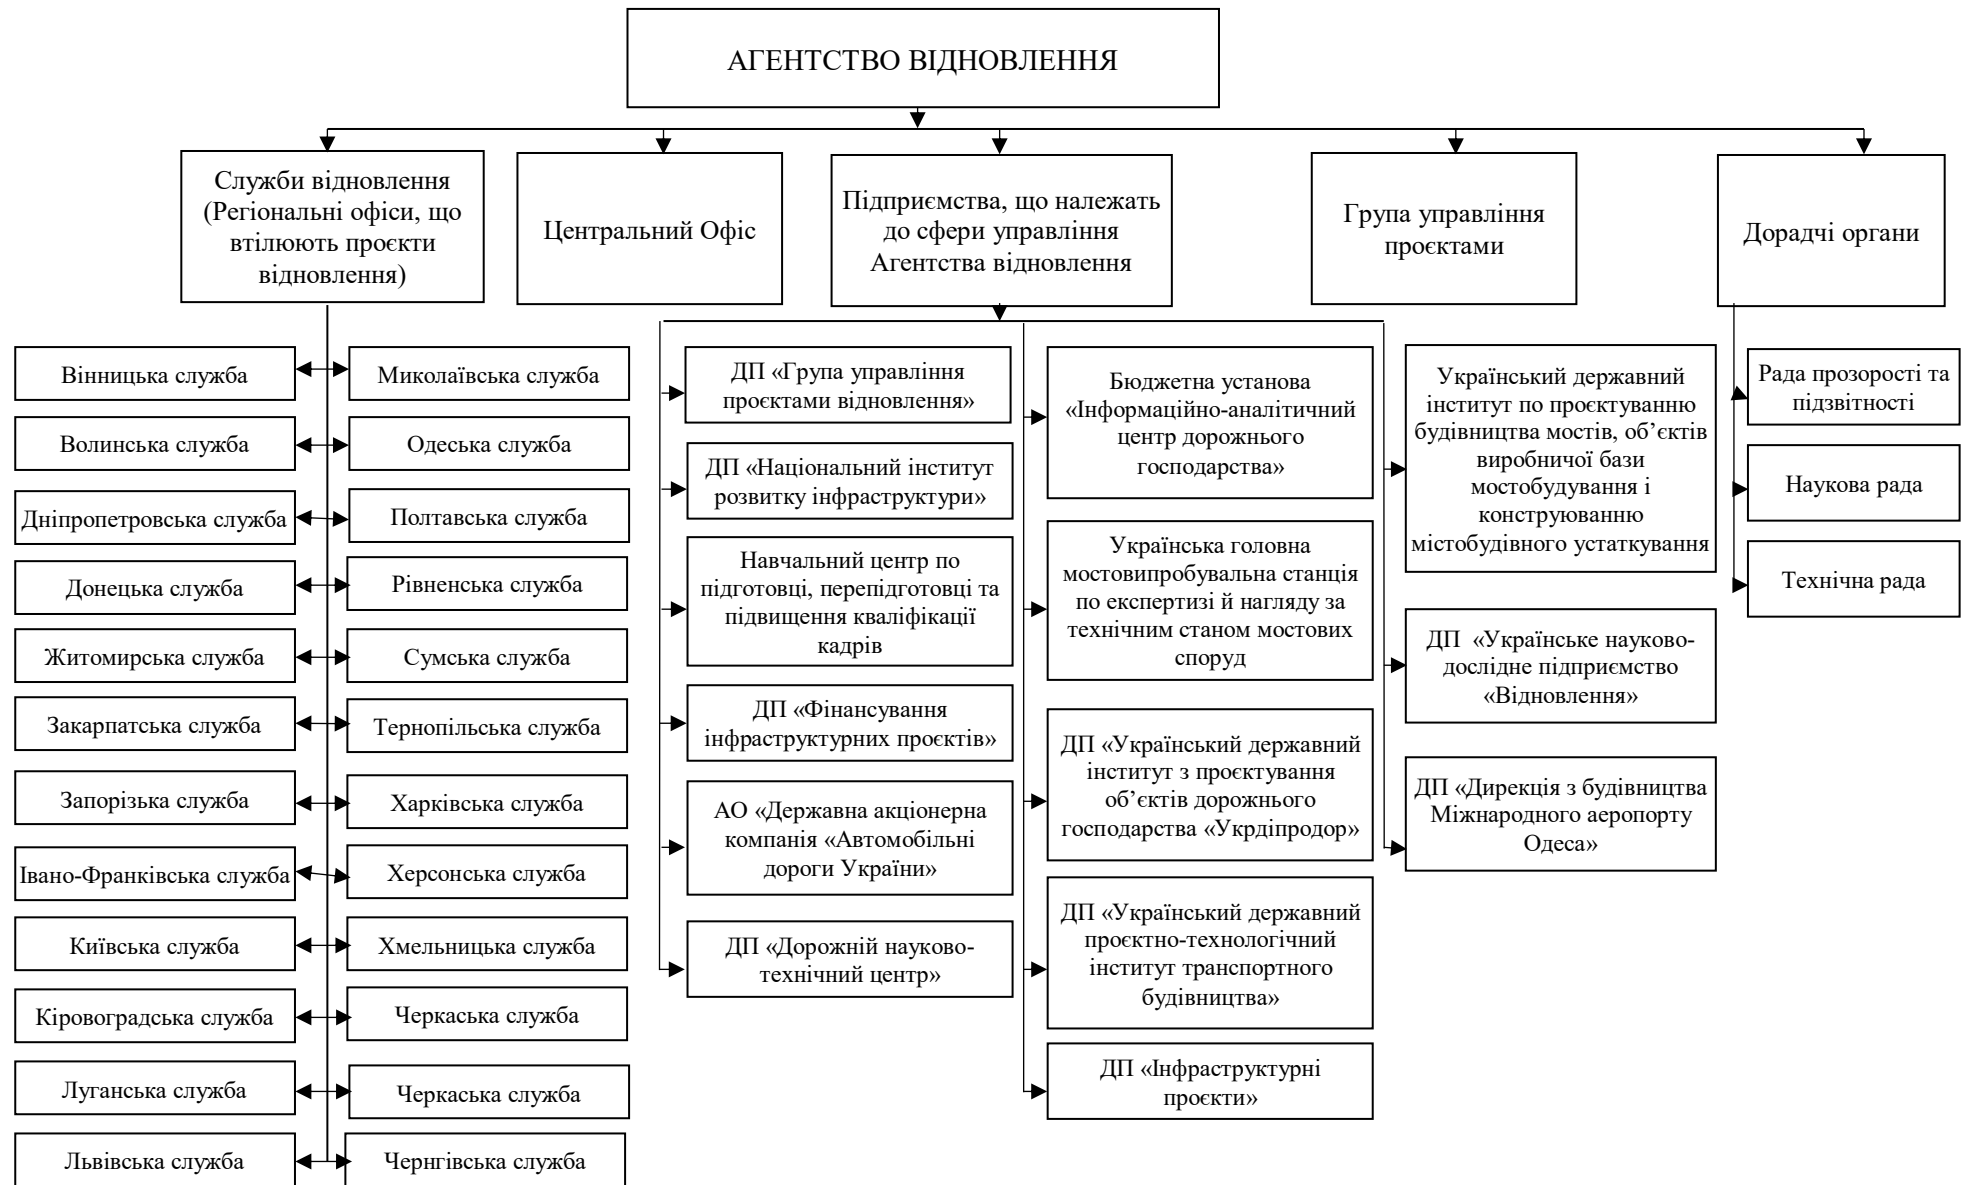 АГЕНТСТВО ВІДНОВЛЕННЯ
Служби відновлення
(Регіональні офіси, що
втілюють проєкти
відновлення)
Центральний Офіс
Підприємства, що належать
до сфери управління
Агентства відновлення
Група управління
проєктами
Дорадчі органи
Вінницька служба
Волинська служба
Дніпропетровська служба
Донецька служба
Житомирська служба
Закарпатська служба
Запорізька служба
Івано-Франківська служба
Київська служба
Кіровоградська служба
Луганська служба
Львівська служба
Миколаївська служба
Одеська служба
Полтавська служба
Рівненська служба
Сумська служба
Тернопільська служба
Харківська служба
Херсонська служба
Хмельницька служба
Черкаська служба
Черкаська служба
Чернгівська служба
ДП «Група управління
проєктами відновлення»
ДП «Національний інститут
розвитку інфраструктури»
Навчальний центр по
підготовці, перепідготовці та
підвищення кваліфікації
кадрів
ДП «Фінансування
інфраструктурних проєктів»
АО «Державна акціонерна
компанія «Автомобільні
дороги України»
ДП «Дорожній науково-
технічний центр»
Бюджетна установа
«Інформаційно-аналітичний
центр дорожнього
господарства»
Українська головна
мостовипробувальна станція
по експертизі й нагляду за
технічним станом мостових
споруд
ДП «Український державний
інститут з проєктування
об’єктів дорожнього
господарства «Укрдіпродор»
ДП «Український державний
проєктно-технологічний
інститут транспортного
будівництва»
ДП «Інфраструктурні
проєкти»
Український державний
інститут по проєктуванню
будівництва мостів, об’єктів
виробничої бази
мостобудування і
конструюванню
містобудівного устаткування
ДП «Українське науково-
дослідне підприємство
«Відновлення»
ДП «Дирекція з будівництва
Міжнародного аеропорту
Одеса»
Рада прозорості та
підзвітності
Наукова рада
Технічна рада